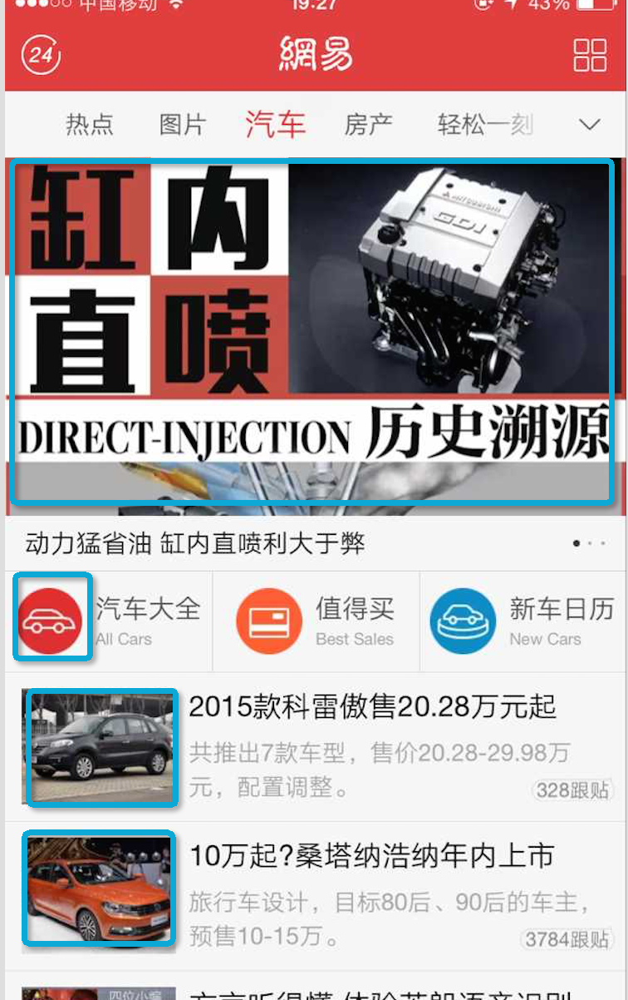 中国移动 19:27 43%
24 網易
热点 图片 汽车 房产 轻松一刻
缸内
直喷
MITSUBISHI
GDI
DIRECT-INJECTION 历史溯源
动力猛省油 缸内直喷利大于弊
汽车大全 值得买 新车日历
All Cars Best Sales New Cars
2015款科雷傲售20.28万元起
共推出7款车型，售价20.28-29.98万
元，配置调整。
328跟贴
10万起?桑塔纳浩纳年内上市
旅行车设计，目标80后、90后的车主，
预售10-15万。
3784跟贴
四位小编